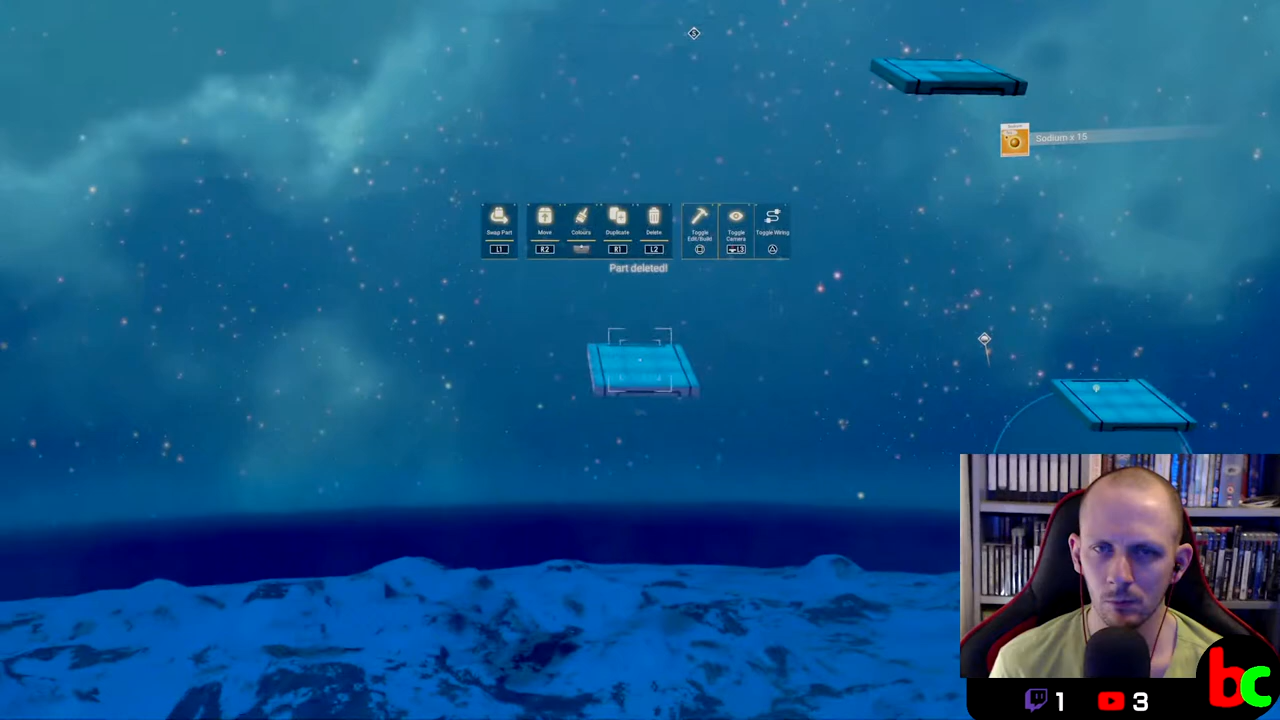 S
Sodium x 15
Swap Part
Move
Colours
Duplicate
Delete
Toggle Edit/Build
Toggle Camera
Toggle Wiring
L1
R2
R1
L2
L3
Part deleted!
1
3
bc